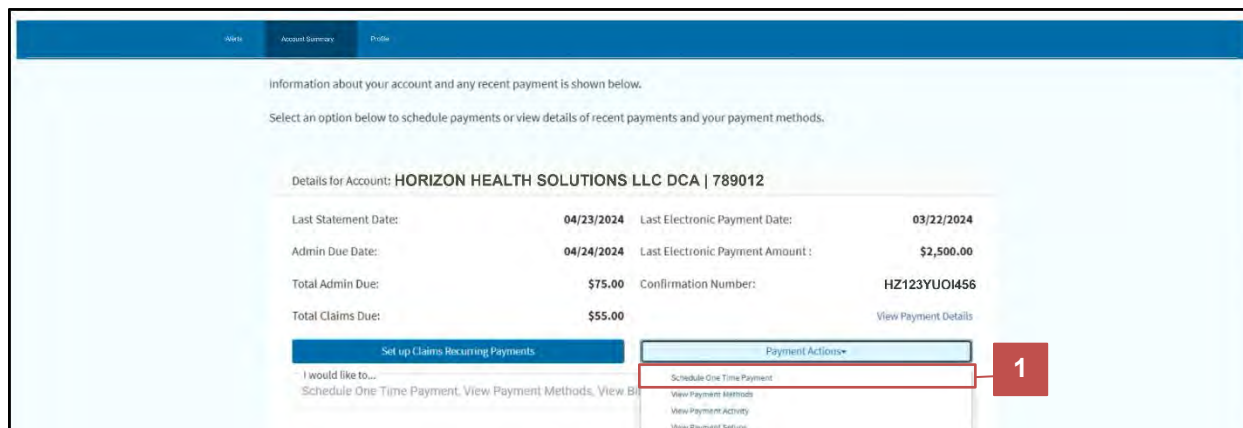 Alerts Account Summary Profile
information about your account and any recent payment is shown below.
Select an option below to schedule payments or view details of recent payments and your payment methods.
Details for Account: HORIZON HEALTH SOLUTIONS LLC DCA | 789012
Last Statement Date: 04/23/2024 Last Electronic Payment Date: 03/22/2024
Admin Due Date: 04/24/2024 Last Electronic Payment Amount : $2,500.00
Total Admin Due: $75.00 Confirmation Number: HZ123YUOI456
Total Claims Due: $55.00 View Payment Details
Set up Claims Recurring Payments Payment Actions
I would like to...
Schedule One Time Payment, View Payment Methods, View Bi
Schedule One Time Payment
1
View Payment Methods
View Payment Activity
View Payment Setups